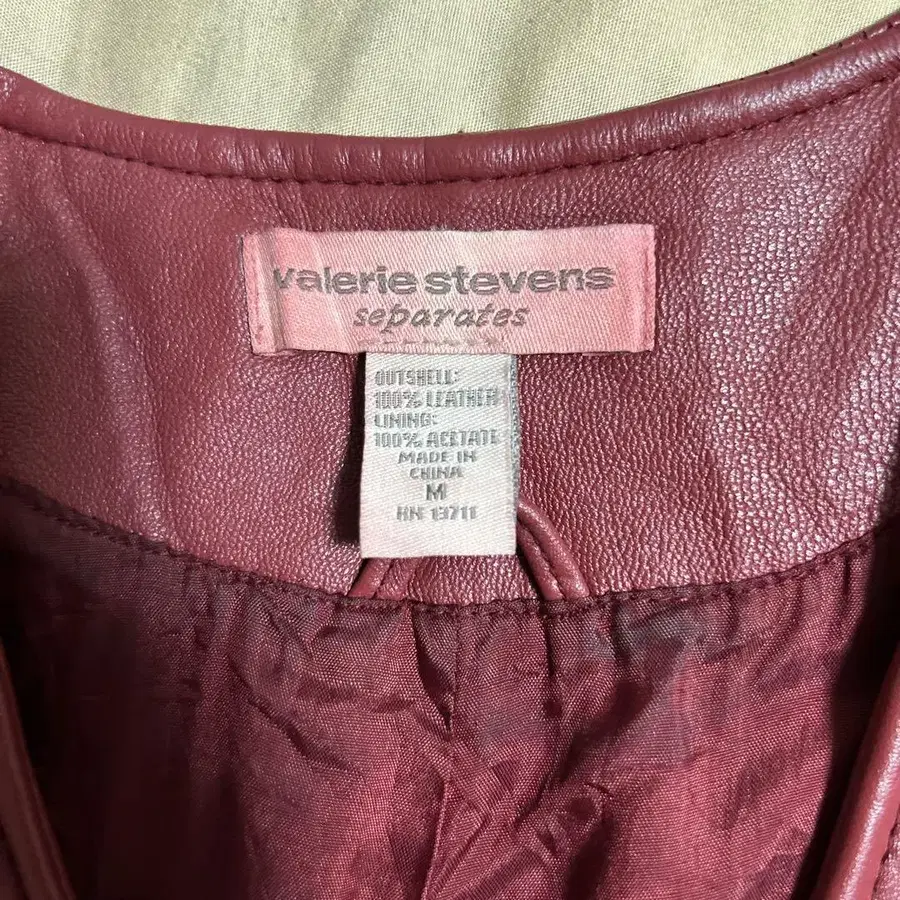 valerie stevens
separates
OUTSHELL:
100% LEATHER
LINING:
100% ACETATE
MADE IN
CHINA
M
RN 13711